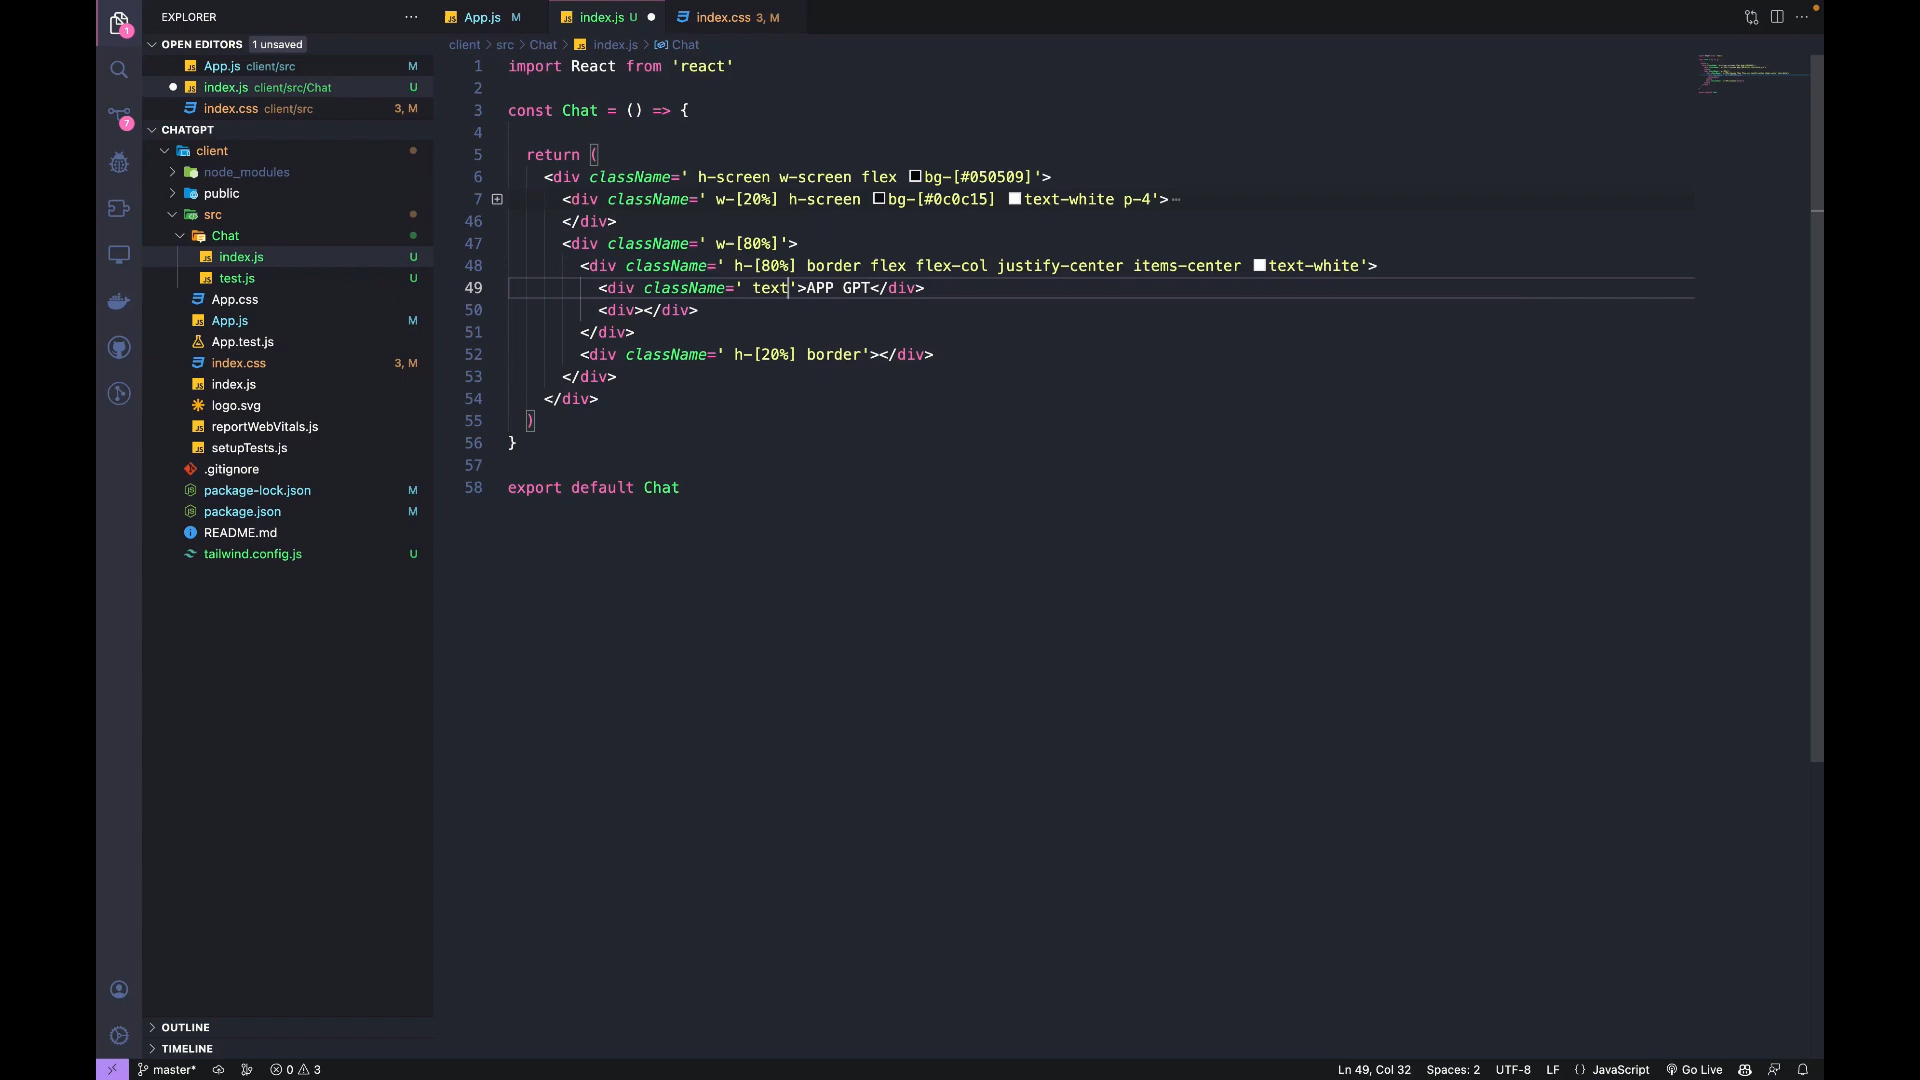 EXPLORER
OPEN EDITORS 1 unsaved
App.js client/src M
index.js client/src/Chat U
index.css client/src 3, M
CHATGPT
client
node_modules
public
src
Chat
index.js U
test.js U
App.css
App.js M
App.test.js
index.css 3, M
index.js
logo.svg
reportWebVitals.js
setupTests.js
.gitignore
package-lock.json M
package.json M
README.md
tailwind.config.js U
OUTLINE
TIMELINE
1
7
App.js M
index.js U
index.css 3, M
client > src > Chat > index.js > Chat
1 import React from 'react'
2
3 const Chat = () => {
4
5 return (
6 <div className=' h-screen w-screen flex bg-[#050509]'>
7 <div className=' w-[20%] h-screen bg-[#0c0c15] text-white p-4'>
46 </div>
47 <div className=' w-[80%]'>
48 <div className=' h-[80%] border flex flex-col justify-center items-center text-white'>
49 <div className=' text'>APP GPT</div>
50 <div></div>
51 </div>
52 <div className=' h-[20%] border'></div>
53 </div>
54 </div>
55 )
56 }
57
58 export default Chat
master* 0 3 Ln 49, Col 32 Spaces: 2 UTF-8 LF {} JavaScript Go Live